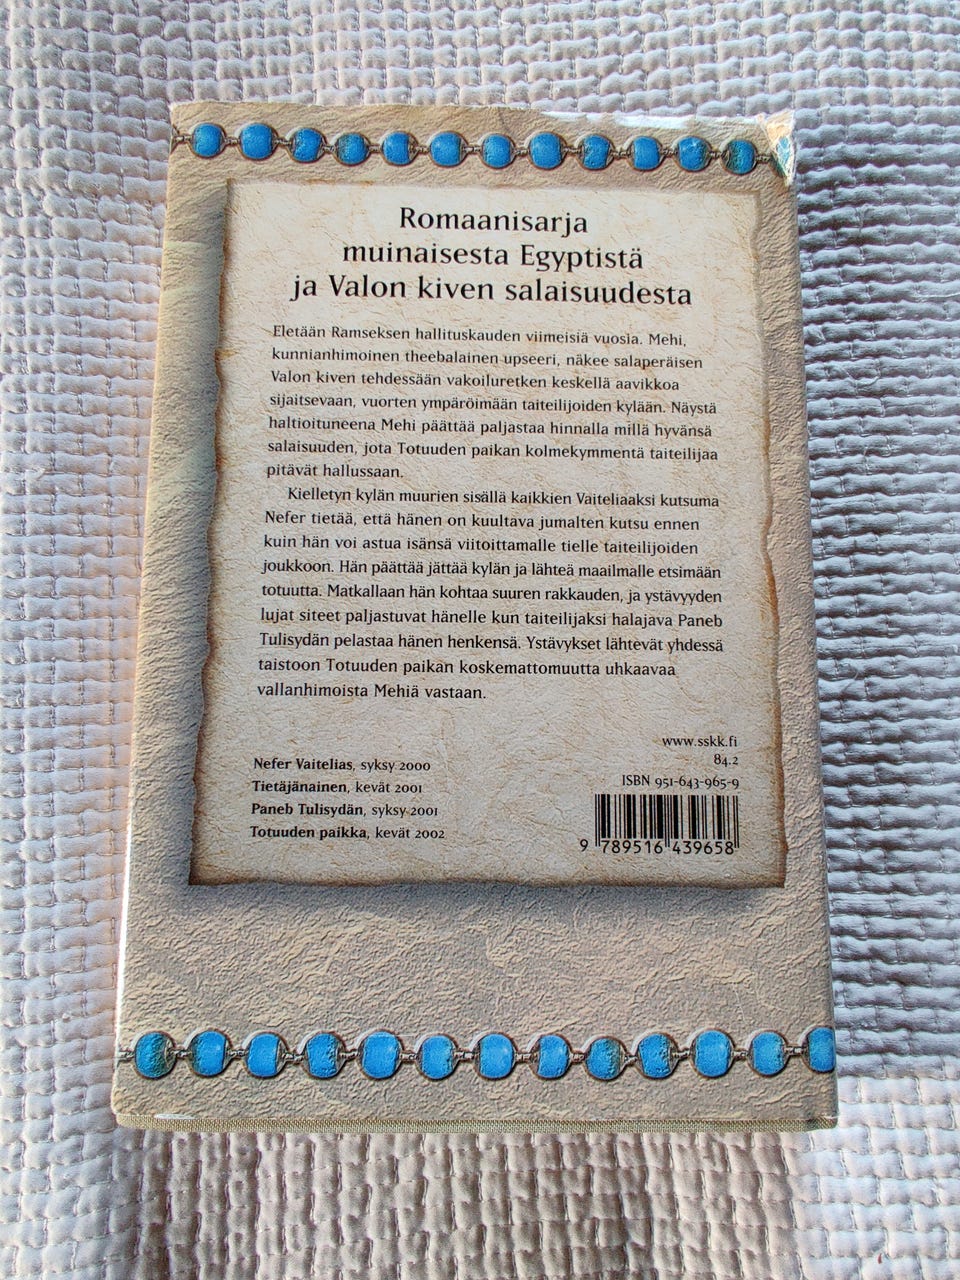 Romaanisarja
muinaisesta Egyptistä
ja Valon kiven salaisuudesta
Eletään Ramseksen hallituskauden viimeisiä vuosia. Mehi,
kunnianhimoinen theebalainen upseeri, näkee salaperäisen
Valon kiven tehdessään vakoiluretken keskellä aavikkoa
sijaitsevaan, vuorten ympäröimään taiteilijoiden kylään. Näystä
haltioituneena Mehi päättää paljastaa hinnalla millä hyvänsä
salaisuuden, jota Totuuden paikan kolmekymmentä taiteilijaa
pitävät hallussaan.
Kielletyn kylän muurien sisällä kaikkien Vaiteliaaksi kutsuma
Nefer tietää, että hänen on kuultava jumalten kutsu ennen
kuin hän voi astua isänsä viitoittamalle tielle taiteilijoiden
joukkoon. Hän päättää jättää kylän ja lähteä maailmalle etsimään
totuutta. Matkallaan hän kohtaa suuren rakkauden, ja ystävyyden
lujat siteet paljastuvat hänelle kun taiteilijaksi halajava Paneb
Tulisydän pelastaa hänen henkensä. Ystävykset lähtevät yhdessä
taistoon Totuuden paikan koskemattomuutta uhkaavaa
vallanhimoista Mehiä vastaan.
www.sskk.fi
84.2
ISBN 951-643-965-9
9 789516 439658
Nefer Vaitelias, syksy 2000
Tietäjänainen, kevät 2001
Paneb Tulisydän, syksy 2001
Totuuden paikka, kevät 2002